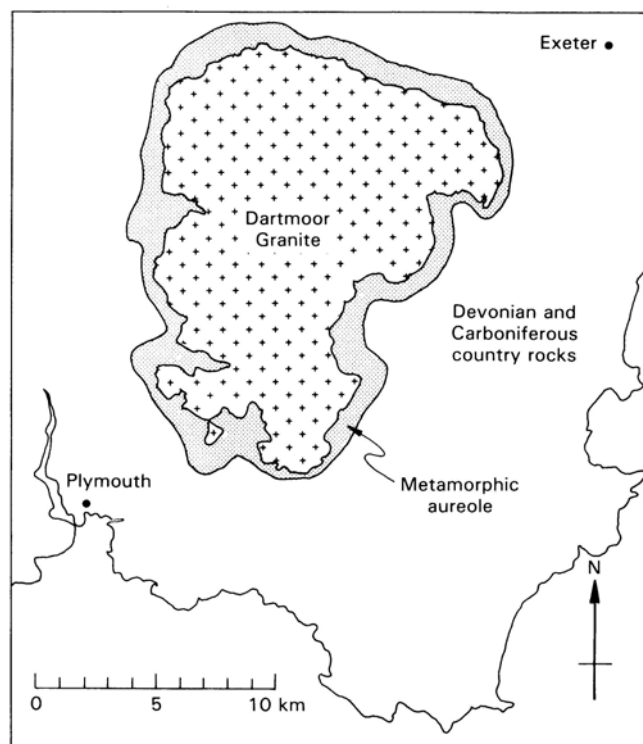 Exeter
Dartmoor
Granite
Devonian and
Carboniferous
country rocks
Metamorphic
aureole
Plymouth
N
0 5 10 km